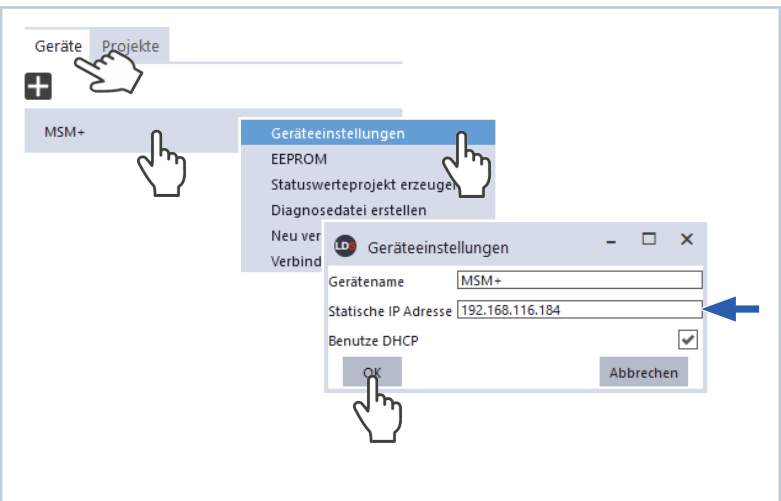 Geräte Projekte
MSM+
Geräteeinstellungen
EEPROM
Statuswerteprojekt erzeugen
Diagnosedatei erstellen
Neu ver
Verbind
LDS Geräteeinstellungen
Gerätename MSM+
Statische IP Adresse 192.168.116.184
Benutze DHCP
OK Abbrechen